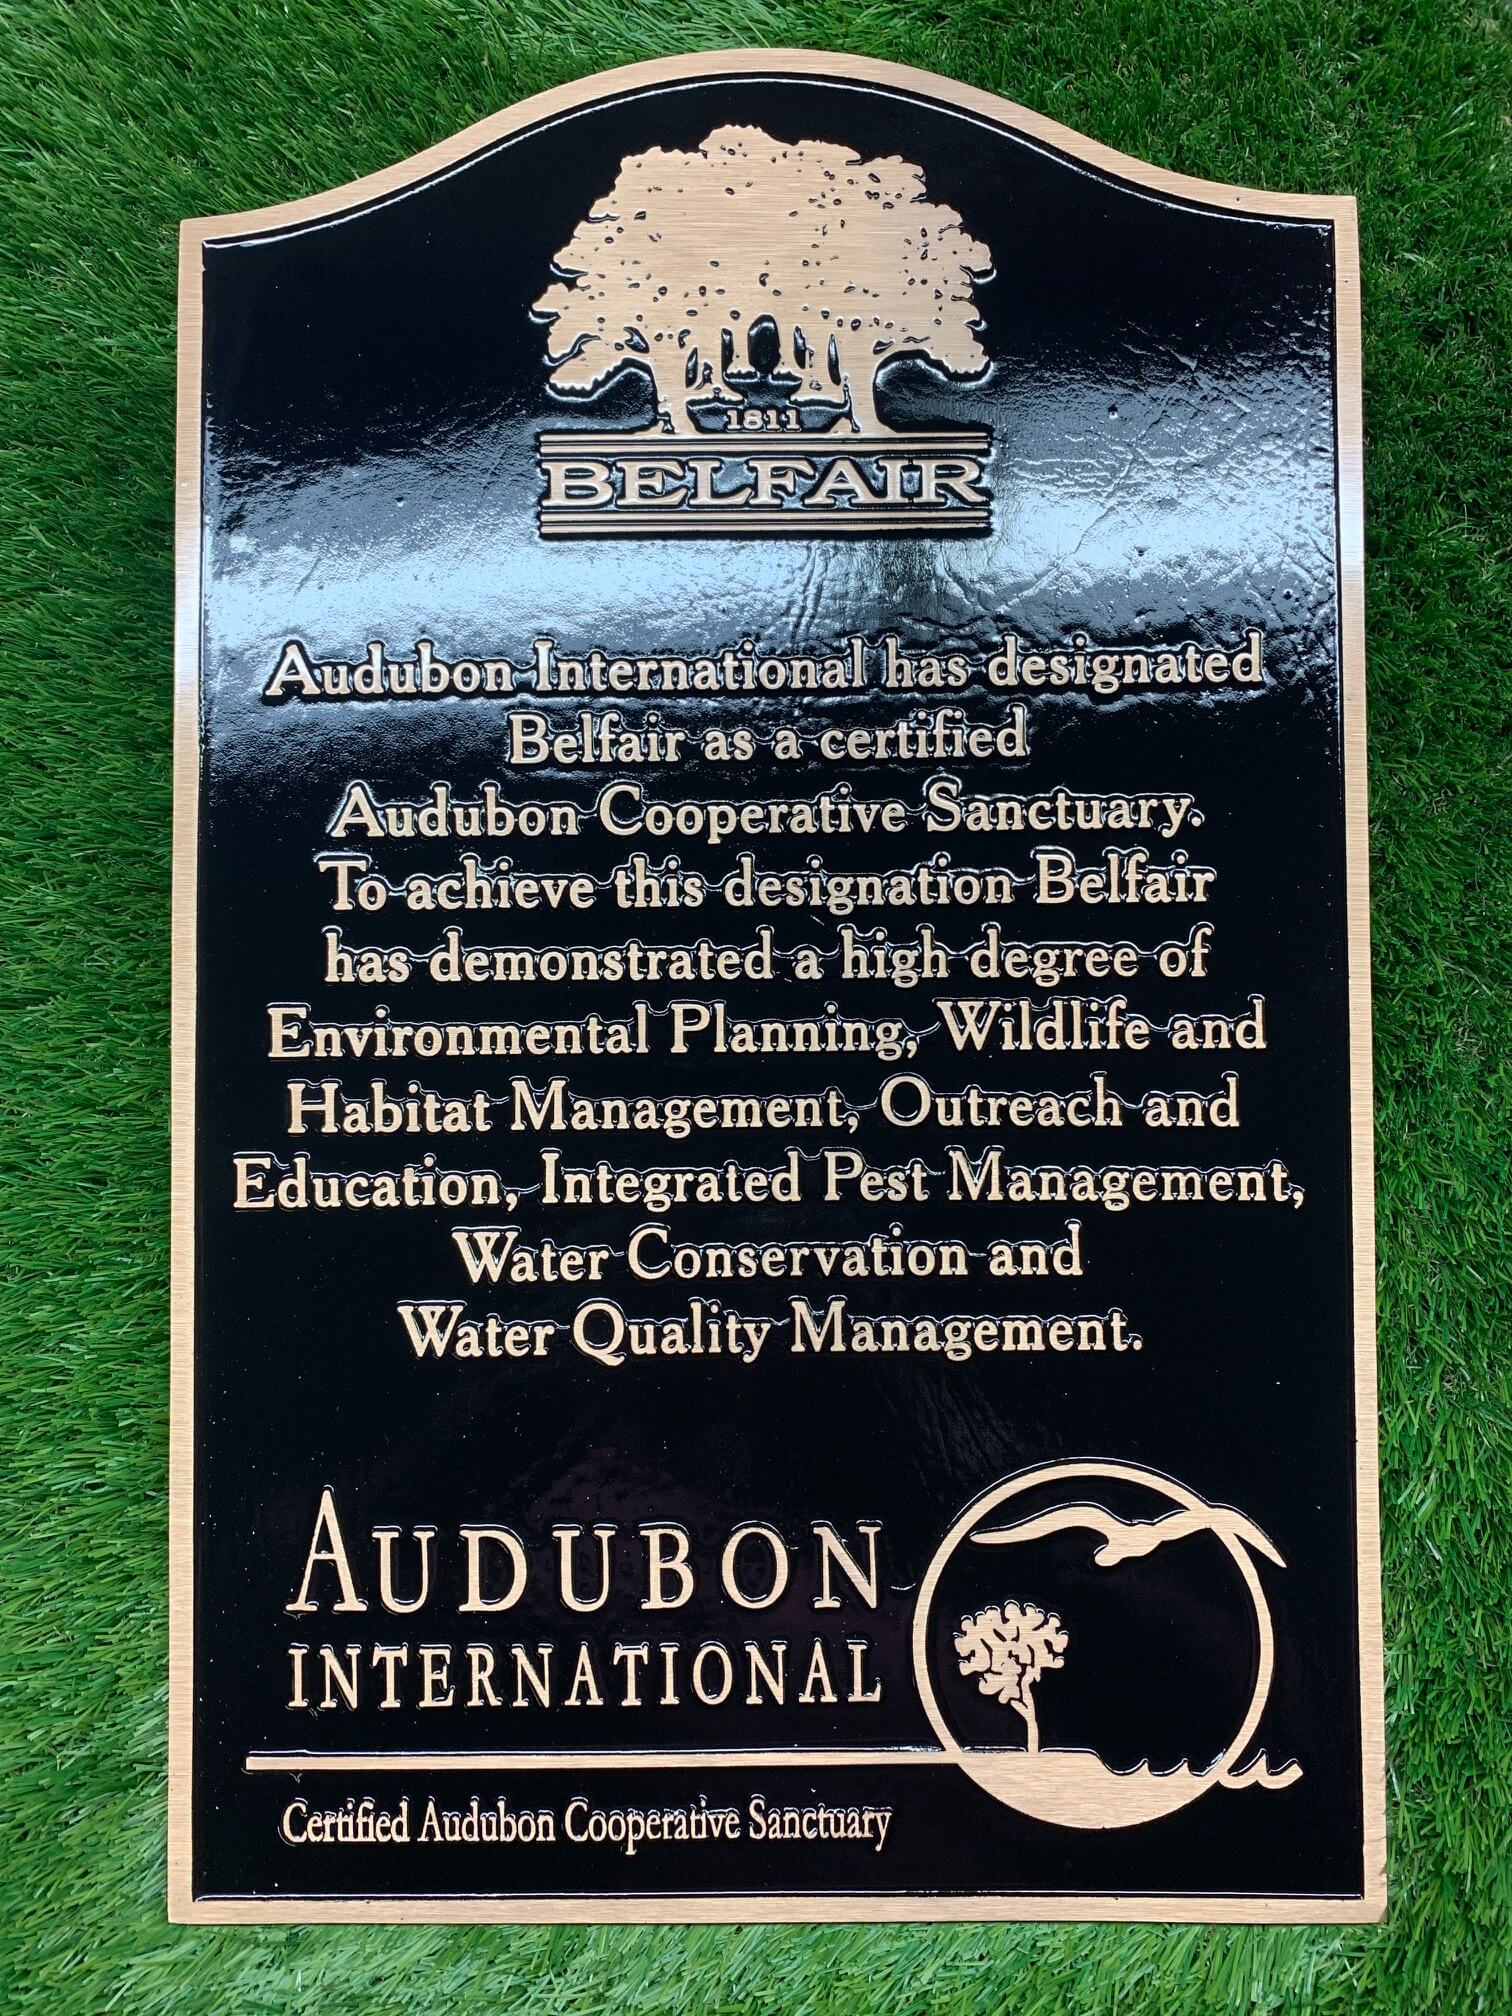 1811
BELFAIR
Audubon International has designated
Belfair as a certified
Audubon Cooperative Sanctuary.
To achieve this designation Belfair
has demonstrated a high degree of
Environmental Planning, Wildlife and
Habitat Management, Outreach and
Education, Integrated Pest Management,
Water Conservation and
Water Quality Management.
AUDUBON
INTERNATIONAL
Certified Audubon Cooperative Sanctuary